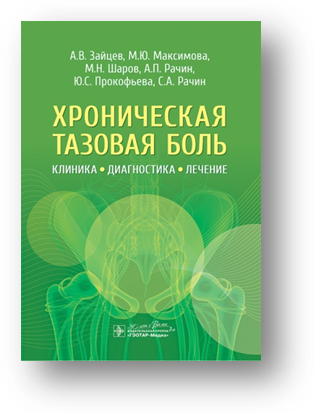 А.В. Зайцев, М.Ю. Максимова,
М.Н. Шаров, А.П. Рачин,
Ю.С. Прокофьева, С.А. Рачин
ХРОНИЧЕСКАЯ
ТАЗОВАЯ БОЛЬ
КЛИНИКА • ДИАГНОСТИКА • ЛЕЧЕНИЕ
«ГЭОТАР-Медиа»